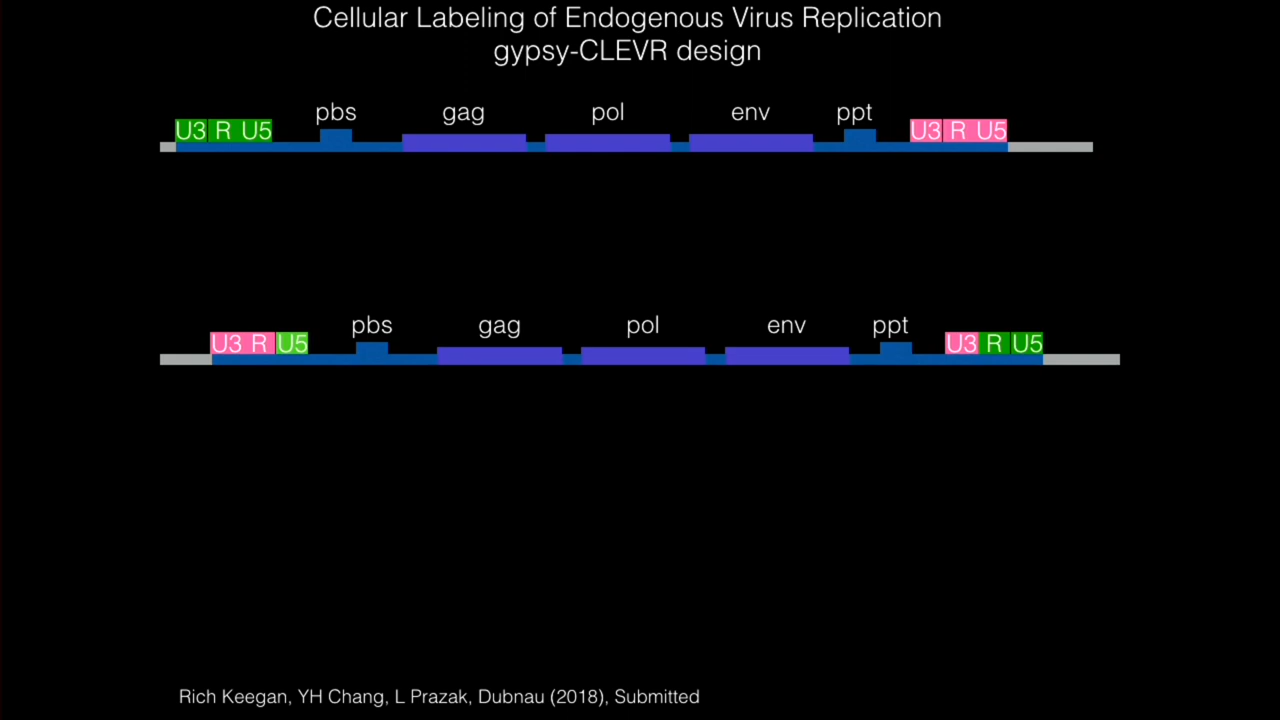 Cellular Labeling of Endogenous Virus Replication
gypsy-CLEVR design
pbs gag pol env ppt
U3 R U5 U3 R U5
pbs gag pol env ppt
U3 R U5 U3 R U5
Rich Keegan, YH Chang, L Prazak, Dubnau (2018), Submitted